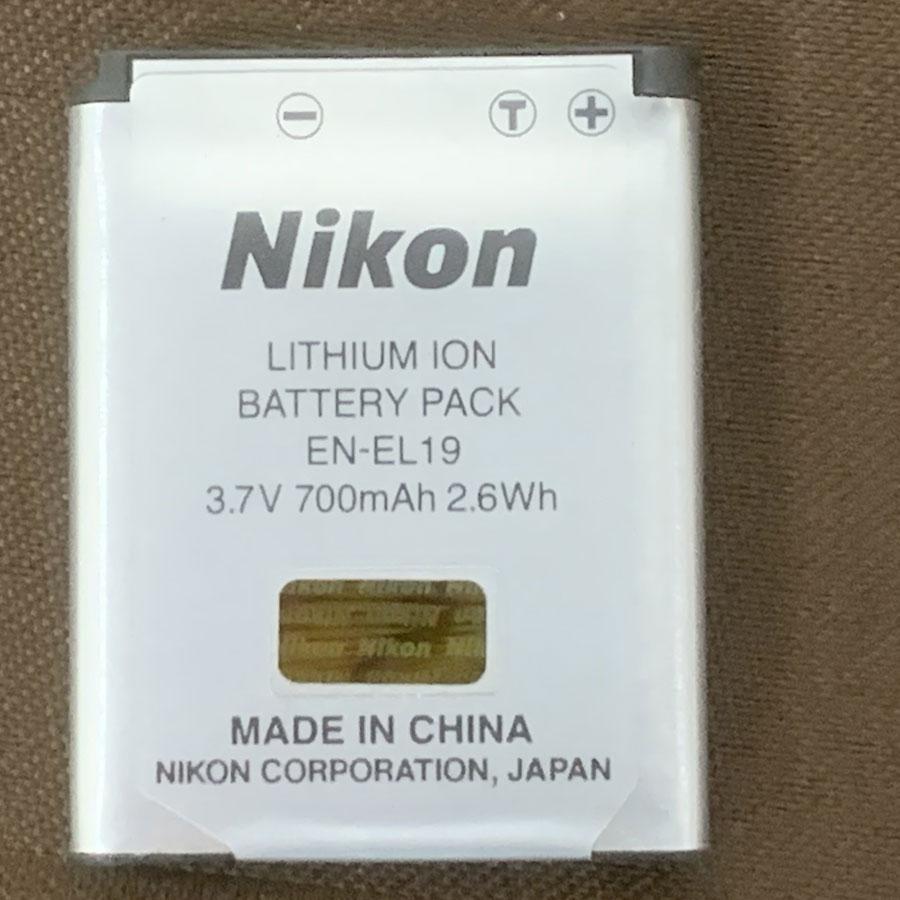 − T +
Nikon
LITHIUM ION
BATTERY PACK
EN-EL19
3.7V 700mAh 2.6Wh
Nikon
MADE IN CHINA
NIKON CORPORATION, JAPAN